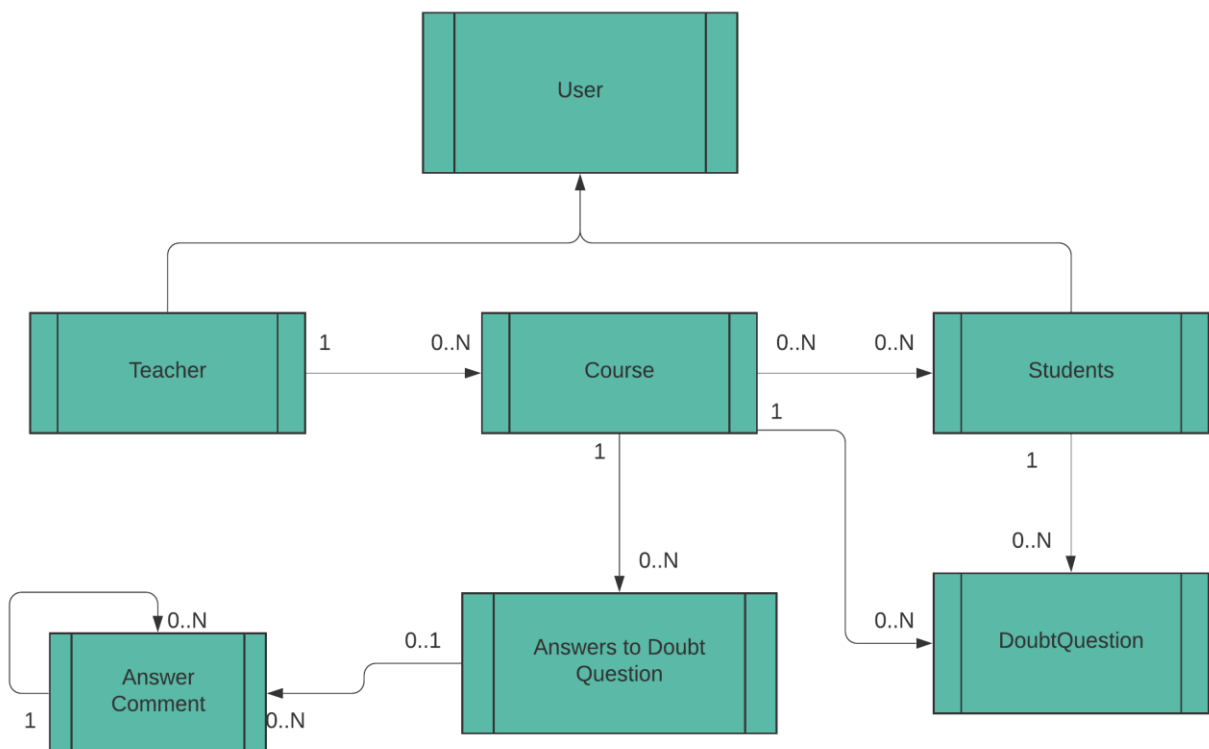 User
Teacher
1
0..N
Course
0..N
0..N
Students
1
1
1
0..N
0..N
0..N
0..N
0..1
Answers to Doubt
Question
DoubtQuestion
Answer
Comment
1
0..N